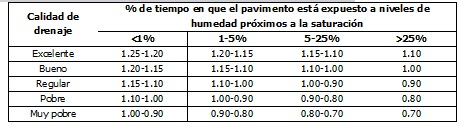 Calidad de drenaje % de tiempo en que el pavimento está expuesto a niveles de humedad próximos a la saturación
<1% 1-5% 5-25% >25%
Excelente 1.25-1.20 1.20-1.15 1.15-1.10 1.10
Bueno 1.20-1.15 1.15-1.10 1.10-1.00 1.00
Regular 1.15-1.10 1.10-1.00 1.00-0.90 0.90
Pobre 1.10-1.00 1.00-0.90 0.90-0.80 0.80
Muy pobre 1.00-0.90 0.90-0.80 0.80-0.70 0.70